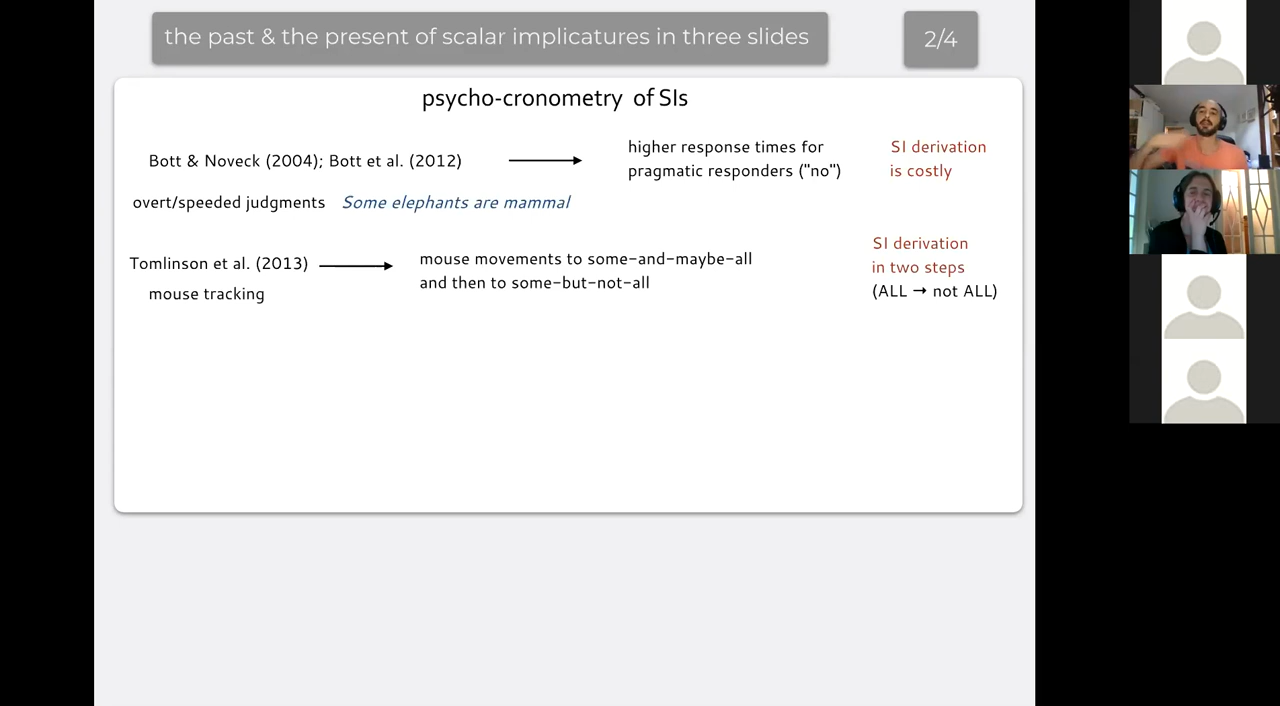 the past & the present of scalar implicatures in three slides
2/4
psycho-cronometry of SIs
Bott & Noveck (2004); Bott et al. (2012)
higher response times for
pragmatic responders ("no")
SI derivation
is costly
overt/speeded judgments
Some elephants are mammal
Tomlinson et al. (2013)
mouse tracking
mouse movements to some-and-maybe-all
and then to some-but-not-all
SI derivation
in two steps
(ALL → not ALL)